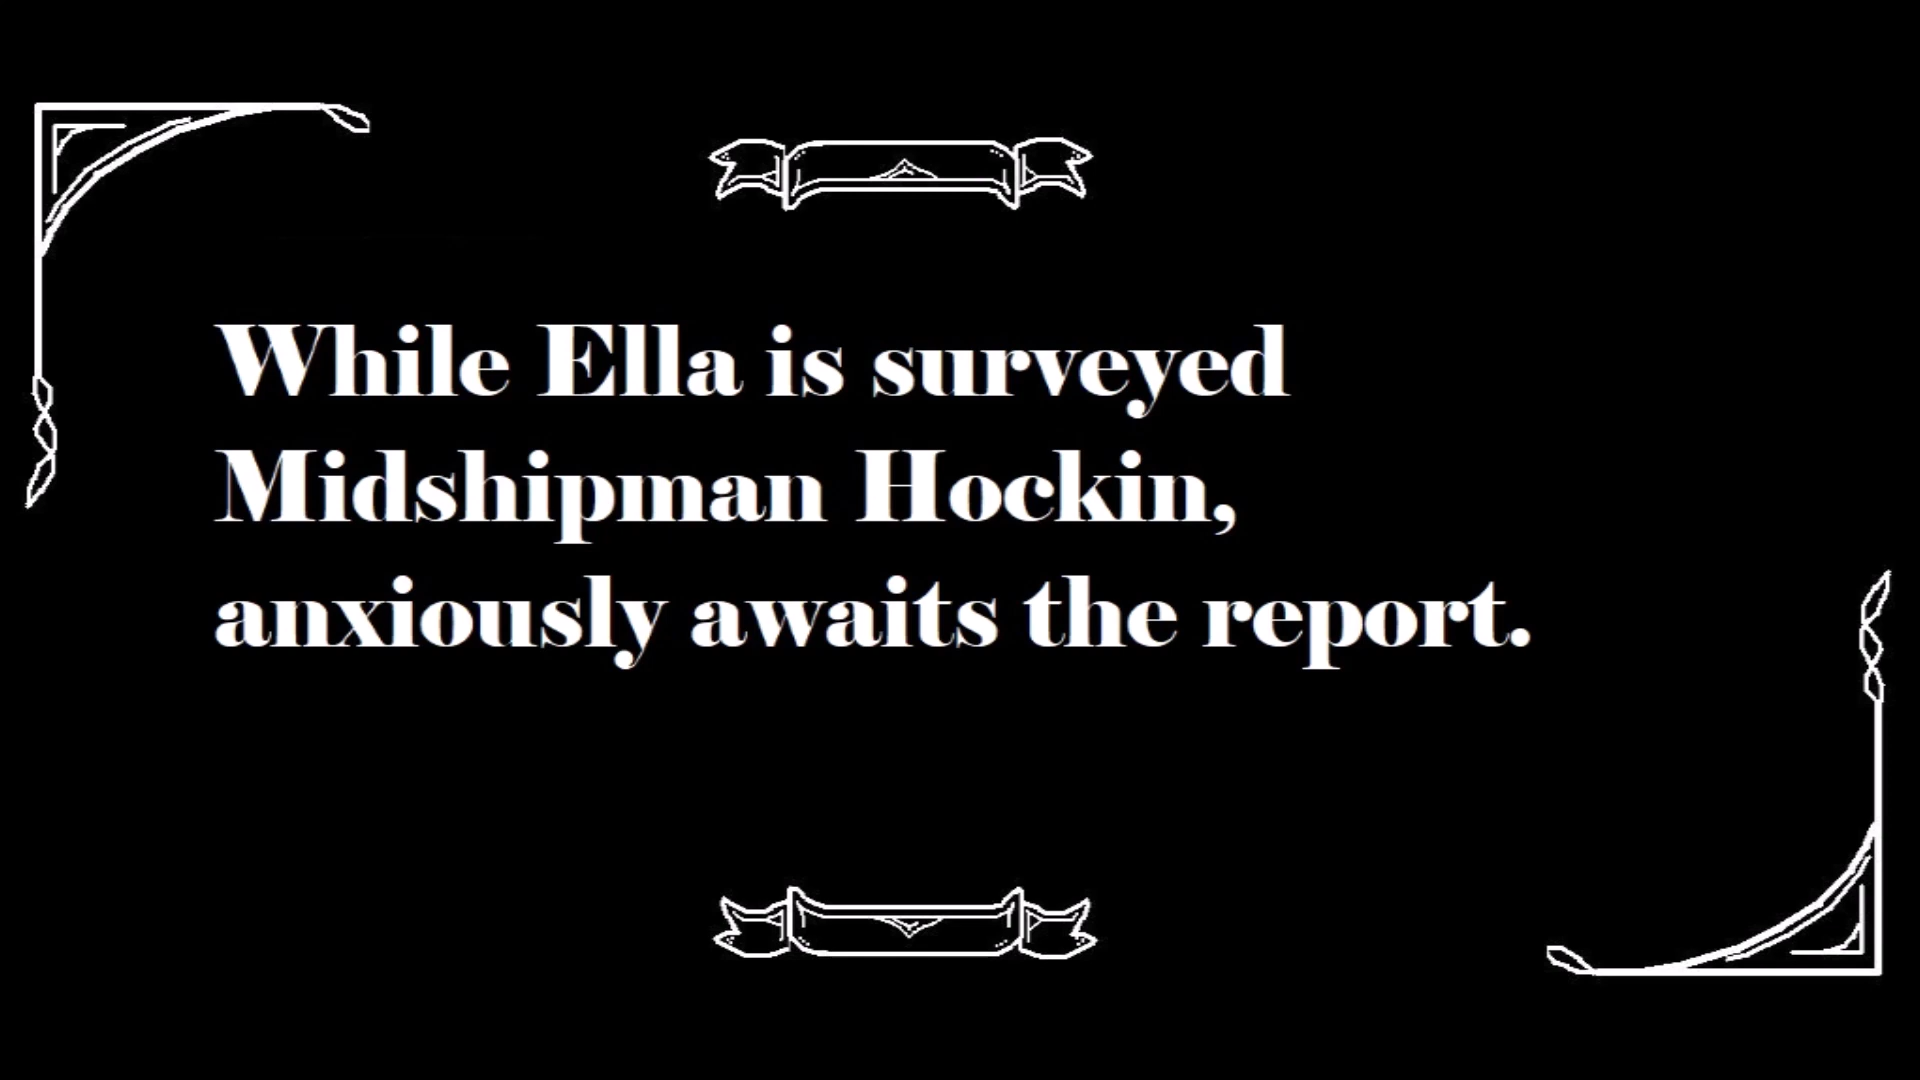 While Ella is surveyed
Midshipman Hockin,
anxiously awaits the report.